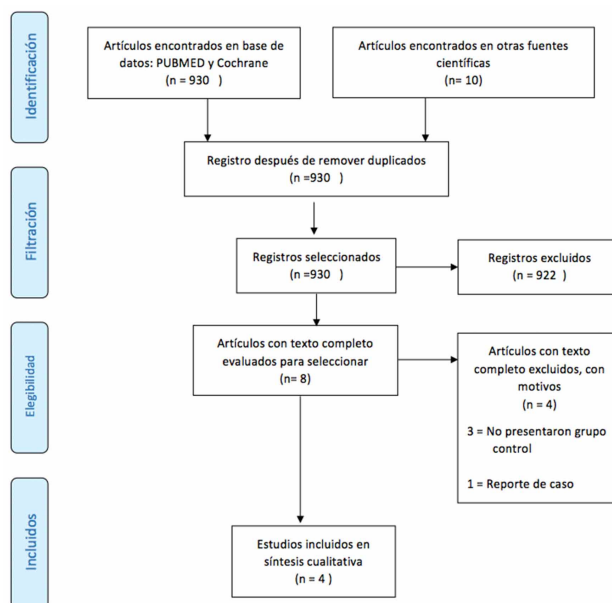 Identificación
Artículos encontrados en base de
datos: PUBMED y Cochrane
(n = 930 )
Artículos encontrados en otras fuentes
científicas
(n= 10)
Registro después de remover duplicados
(n =930 )
Filtración
Registros seleccionados
(n =930 )
Registros excluidos
(n = 922 )
Elegibilidad
Artículos con texto completo
evaluados para seleccionar
(n= 8)
Artículos con texto
completo excluidos, con
motivos
(n = 4)
3 = No presentaron grupo
control
1 = Reporte de caso
Incluidos
Estudios incluidos en
síntesis cualitativa
(n = 4 )